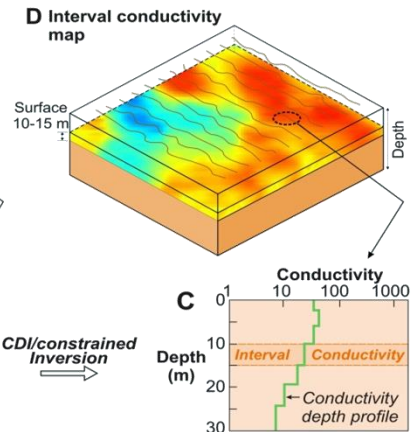 D Interval conductivity
map
Surface
10-15 m
Depth
Conductivity
C
1 10 100 1000
0
10
20
30
Depth
(m)
Interval Conductivity
Conductivity
depth profile
CDI/constrained
Inversion